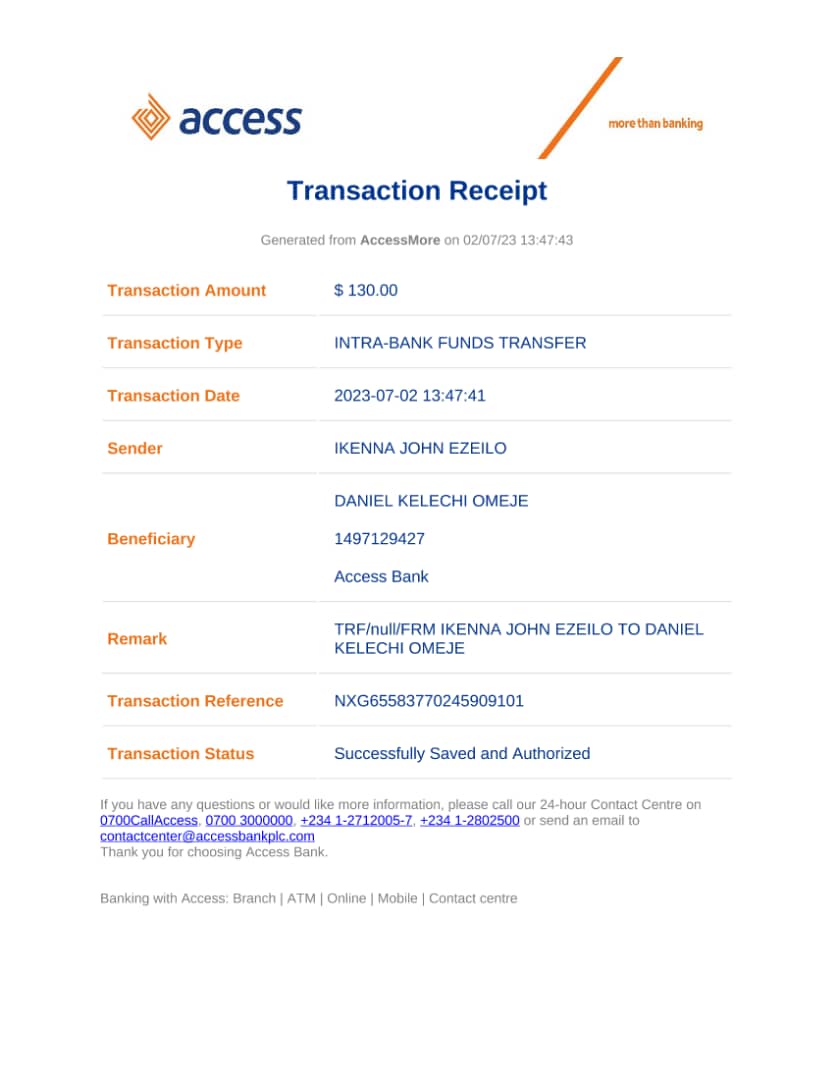 access
more than banking
Transaction Receipt
Generated from AccessMore on 02/07/23 13:47:43
Transaction Amount $ 130.00
Transaction Type INTRA-BANK FUNDS TRANSFER
Transaction Date 2023-07-02 13:47:41
Sender IKENNA JOHN EZEILO
DANIEL KELECHI OMEJE
Beneficiary 1497129427
Access Bank
Remark TRF/null/FRM IKENNA JOHN EZEILO TO DANIEL
KELECHI OMEJE
Transaction Reference NXG65583770245909101
Transaction Status Successfully Saved and Authorized
If you have any questions or would like more information, please call our 24-hour Contact Centre on
0700CallAccess, 0700 3000000, +234 1-2712005-7, +234 1-2802500 or send an email to
contactcenter@accessbankplc.com
Thank you for choosing Access Bank.
Banking with Access: Branch | ATM | Online | Mobile | Contact centre